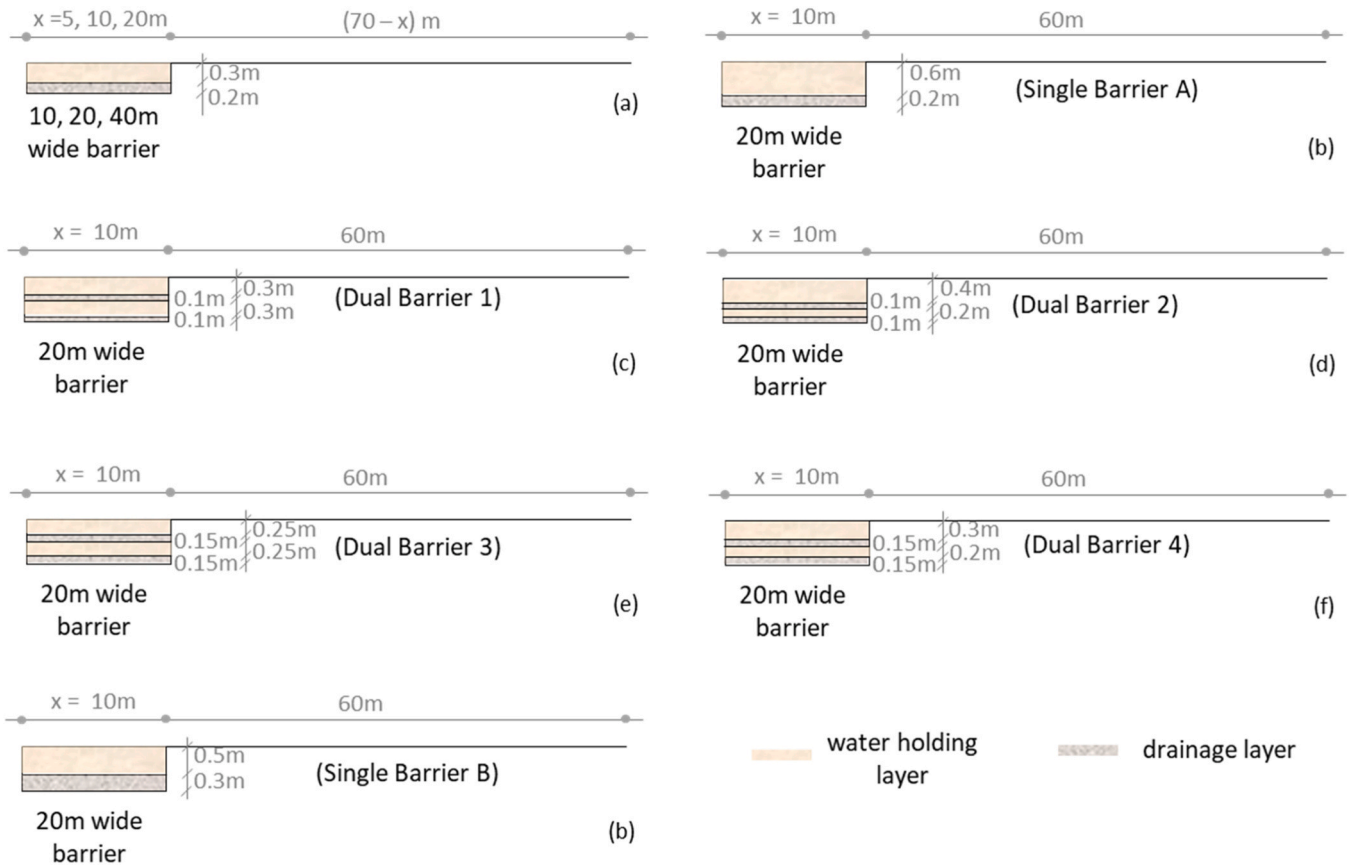 x =5, 10, 20m
(70 – x) m
0.3m
0.2m
10, 20, 40m
wide barrier
(a)
x = 10m
60m
0.6m
0.2m
(Single Barrier A)
20m wide
barrier
(b)
x = 10m
60m
0.1m
0.1m
0.3m
0.3m
(Dual Barrier 1)
20m wide
barrier
(c)
x = 10m
60m
0.1m
0.1m
0.4m
0.2m
(Dual Barrier 2)
20m wide
barrier
(d)
x = 10m
60m
0.15m
0.15m
0.25m
0.25m
(Dual Barrier 3)
20m wide
barrier
(e)
x = 10m
60m
0.15m
0.15m
0.3m
0.2m
(Dual Barrier 4)
20m wide
barrier
(f)
x = 10m
60m
0.5m
0.3m
(Single Barrier B)
20m wide
barrier
(b)
water holding
layer
drainage layer